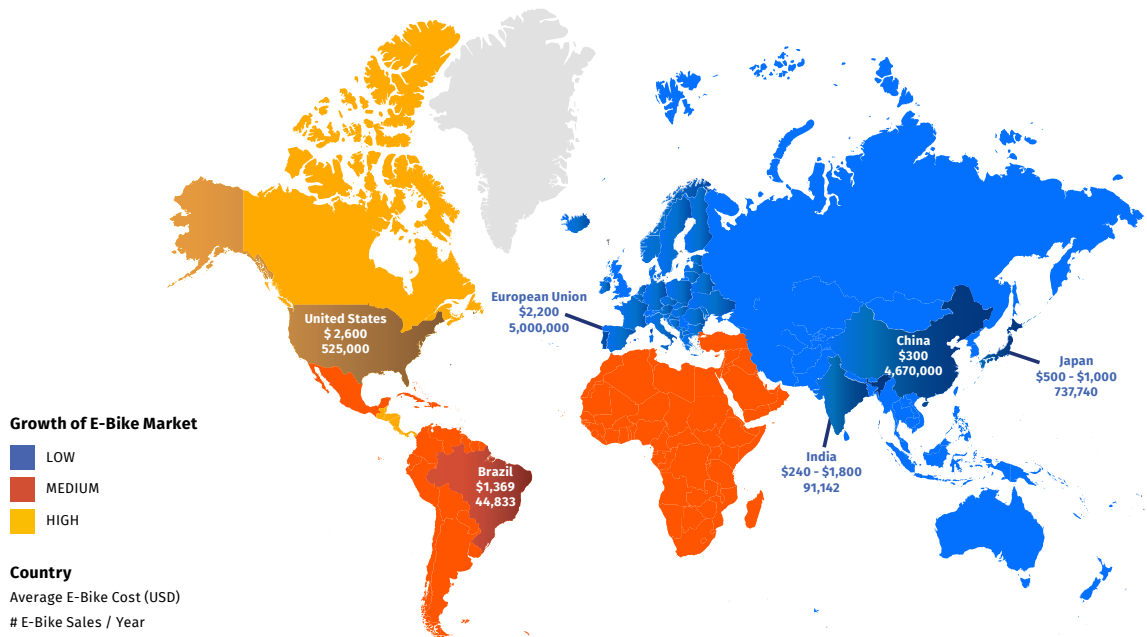 European Union
$2,200
5,000,000
United States
$ 2,600
525,000
China
$300
4,670,000
Japan
$500 - $1,000
737,740
India
$240 - $1,800
91,142
Brazil
$1,369
44,833
Growth of E-Bike Market
LOW
MEDIUM
HIGH
Country
Average E-Bike Cost (USD)
# E-Bike Sales / Year